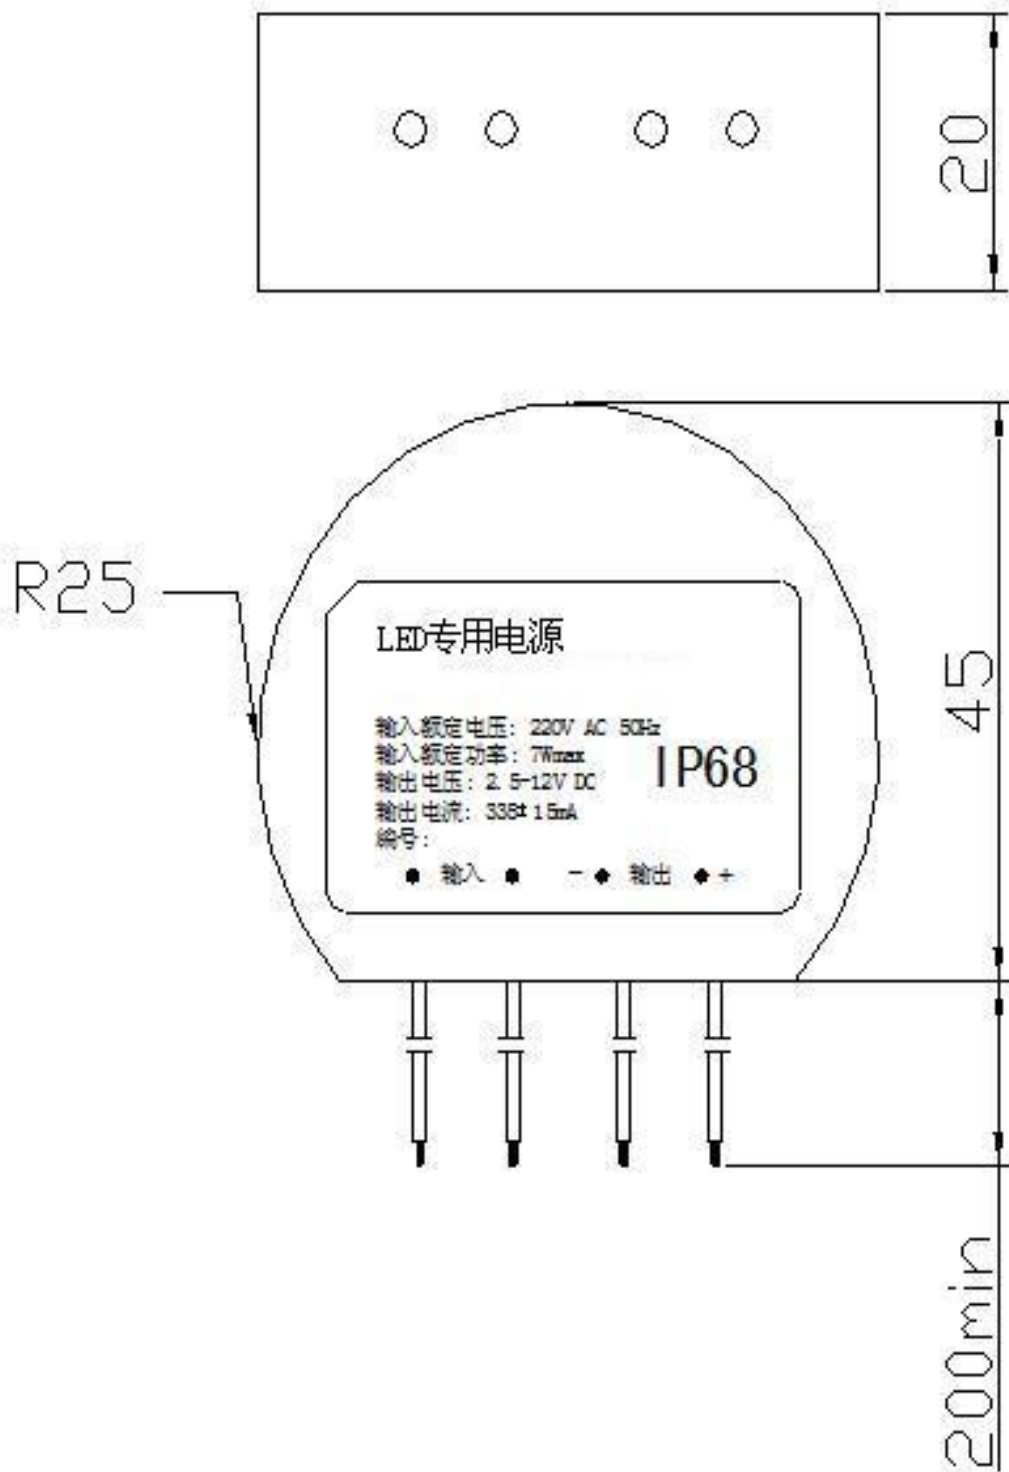 20
R25
LED专用电源
输入额定电压: 220V AC 50Hz
输入额定功率: 7Wmax
IP68
输出电压: 2.5-12V DC
输出电流: 338±15mA
编号:
输入 - 输出 +
45
200min